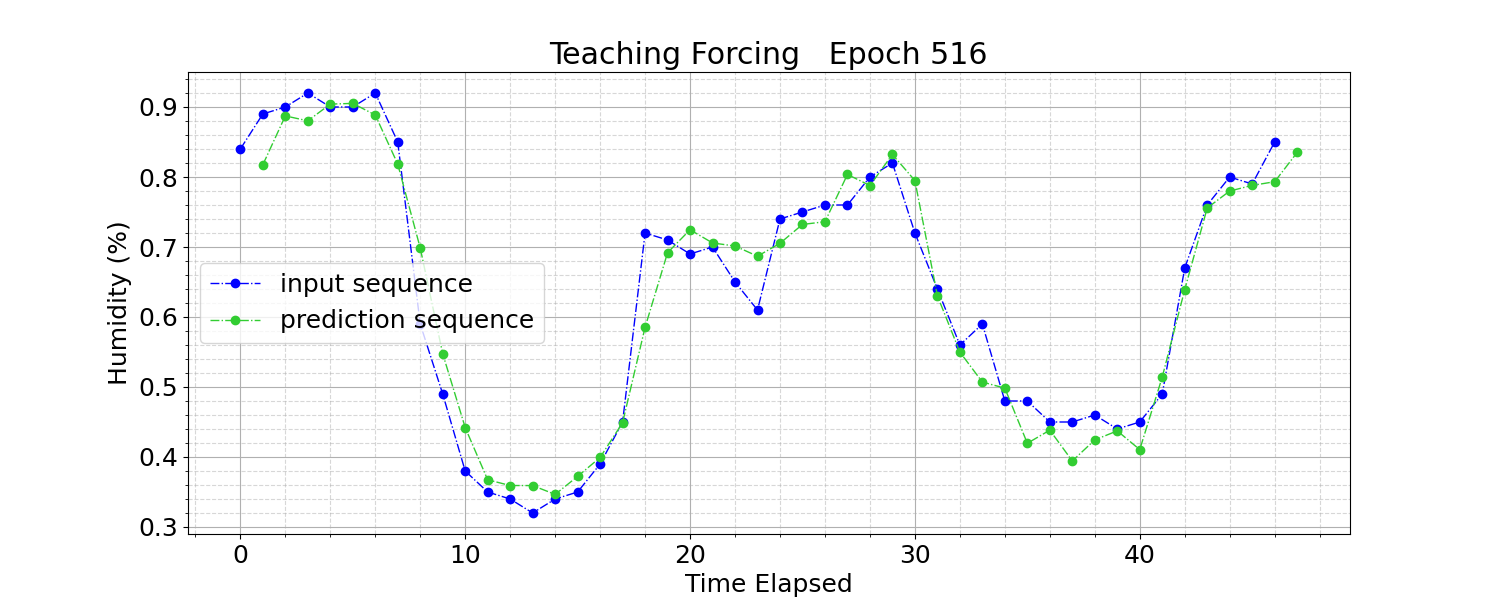 Teaching Forcing   Epoch 516
Humidity (%)
0.9
0.8
0.7
0.6
0.5
0.4
0.3
input sequence
prediction sequence
0 10 20 30 40
Time Elapsed